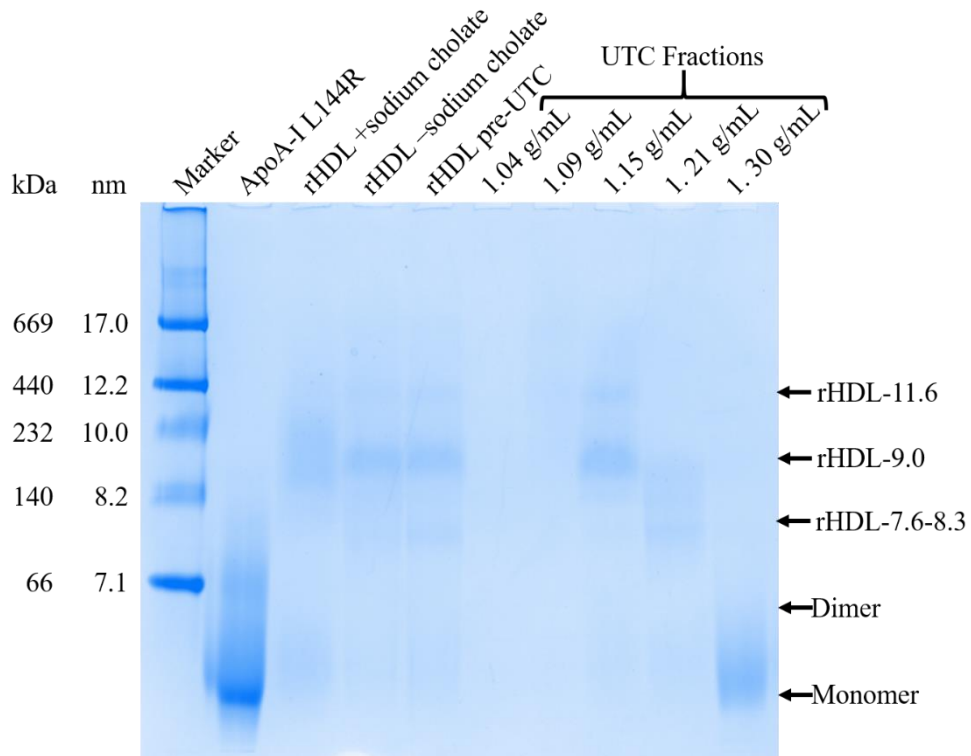 UTC Fractions
kDa
nm
Marker
ApoA-I L144R
rHDL +sodium cholate
rHDL –sodium cholate
rHDL pre-UTC
1.04 g/mL
1.09 g/mL
1.15 g/mL
1. 21 g/mL
1. 30 g/mL
669 17.0
440 12.2
232 10.0
140 8.2
66 7.1
rHDL-11.6
rHDL-9.0
rHDL-7.6-8.3
Dimer
Monomer